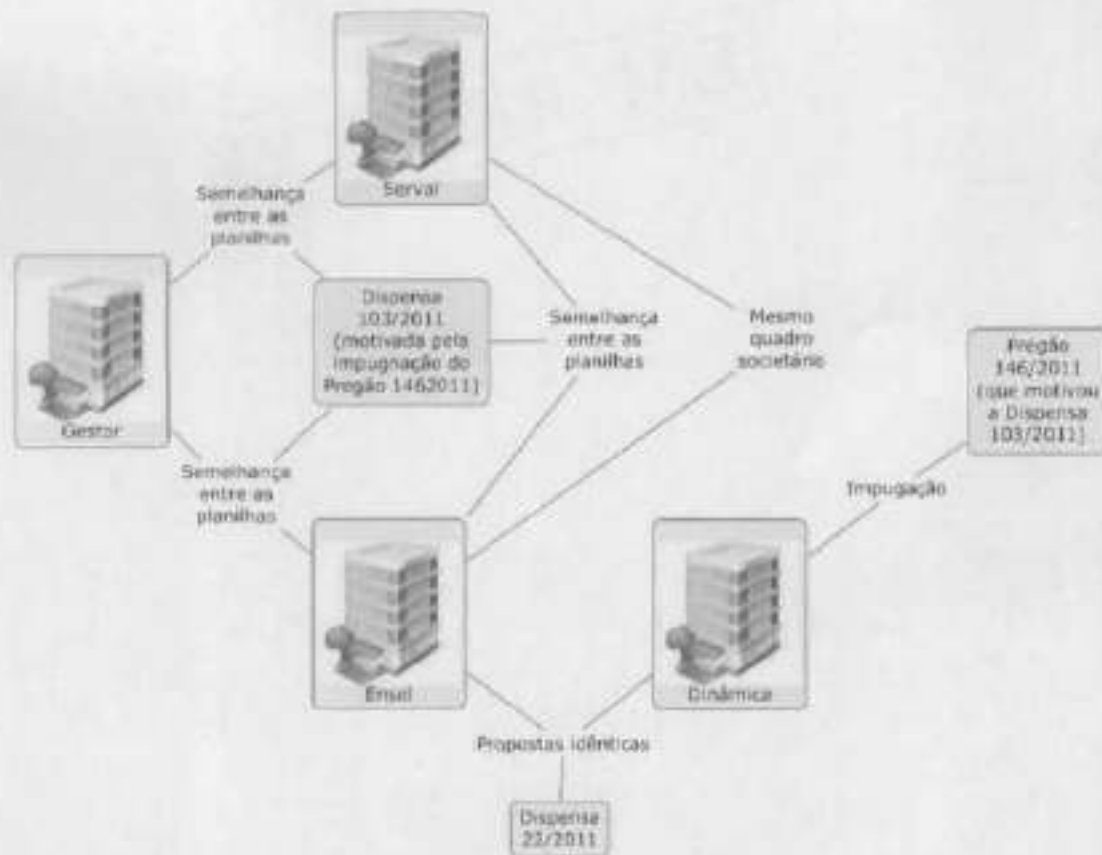 Serval
Semelhança
entre as
planilhas
Dispensa
103/2011
(motivada pela
impugnação do
Pregão 1462011)
Semelhança
entre as
planilhas
Mesmo
quadro
societário
Pregão
146/2011
(que motivou
a Dispensa
103/2011)
Gestor
Semelhança
entre as
planilhas
Impugação
Ensel
Dinâmica
Propostas idênticas
Dispensa
22/2011